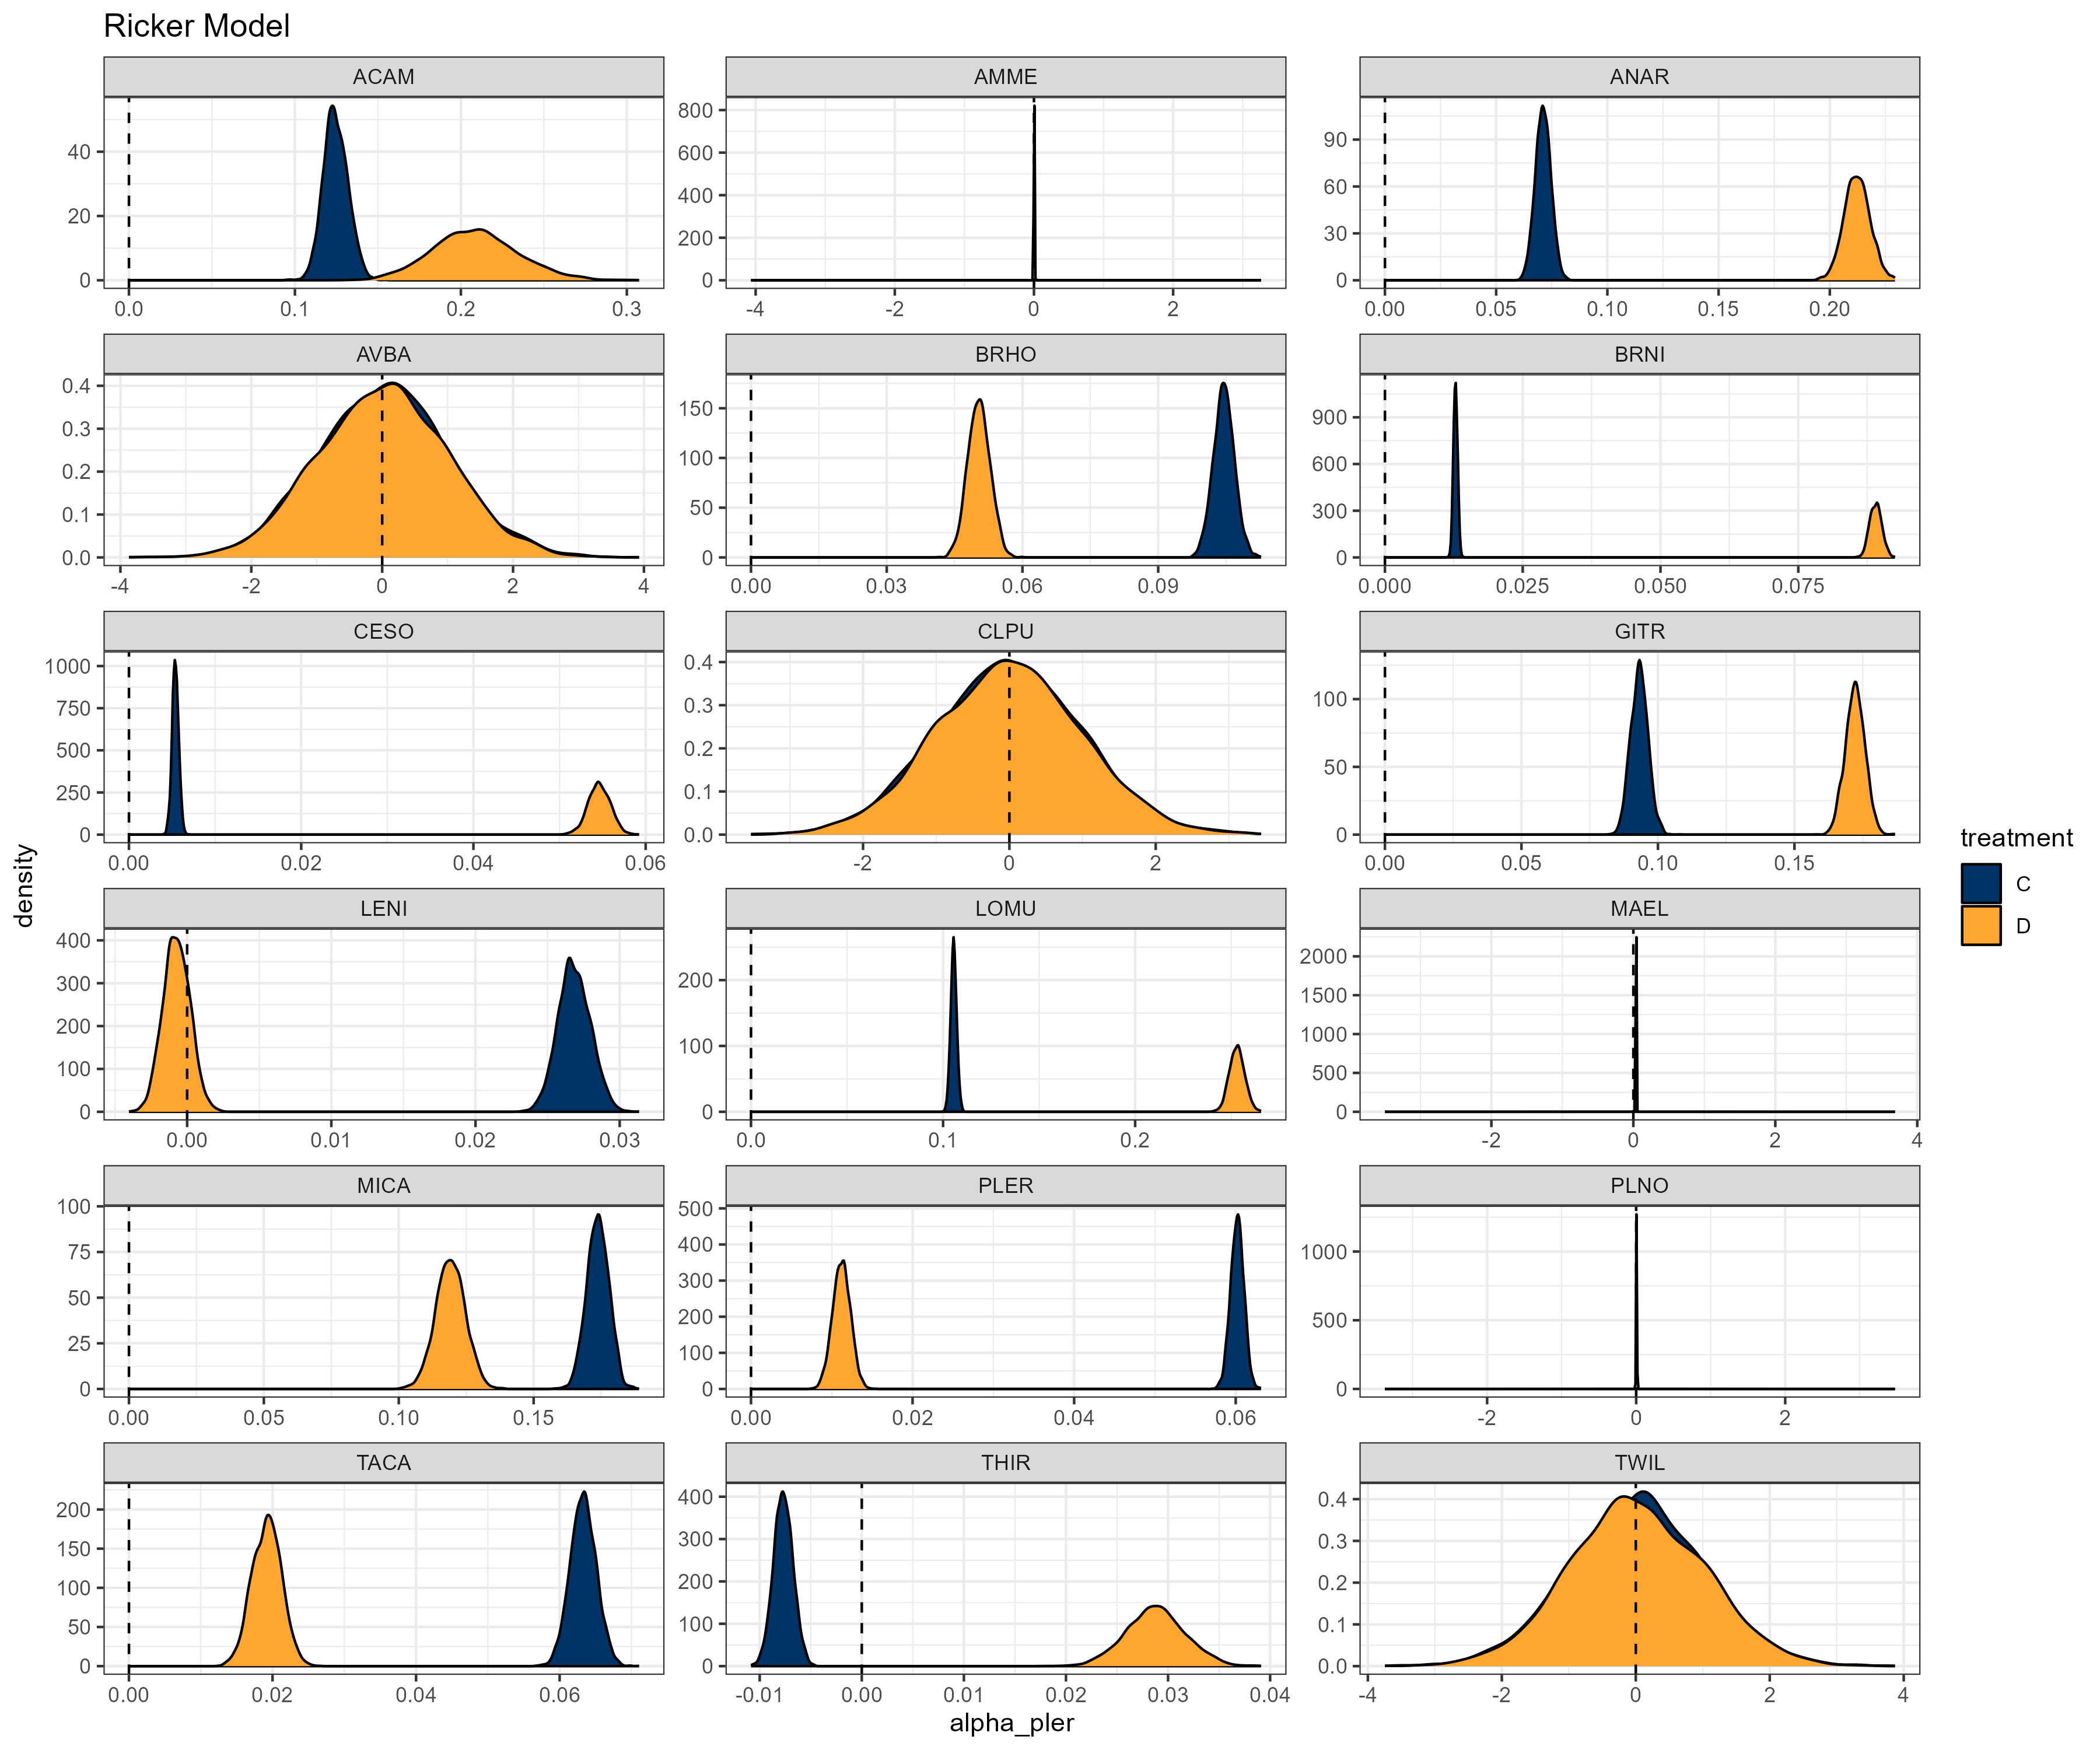 Ricker Model
ACAM AMME ANAR
40 20 0
0.0 0.1 0.2 0.3
800 600 400 200 0
-4 -2 0 2
90 60 30 0
0.00 0.05 0.10 0.15 0.20
AVBA BRHO BRNI
0.4 0.3 0.2 0.1 0.0
-4 -2 0 2 4
150 100 50 0
0.00 0.03 0.06 0.09
900 600 300 0
0.000 0.025 0.050 0.075
CESO CLPU GITR
1000 750 500 250 0
0.00 0.02 0.04 0.06
0.4 0.3 0.2 0.1 0.0
-2 0 2
100 50 0
0.00 0.05 0.10 0.15
LENI LOMU MAEL
400 300 200 100 0
0.00 0.01 0.02 0.03
200 100 0
0.0 0.1 0.2
2000 1500 1000 500 0
-2 0 2 4
MICA PLER PLNO
100 75 50 25 0
0.00 0.05 0.10 0.15
500 400 300 200 100 0
0.00 0.02 0.04 0.06
1000 500 0
-2 0 2
TACA THIR TWIL
200 150 100 50 0
0.00 0.02 0.04 0.06
400 300 200 100 0
-0.01 0.00 0.01 0.02 0.03 0.04
0.4 0.3 0.2 0.1 0.0
-4 -2 0 2 4
density
alpha_pler
treatment
C
D